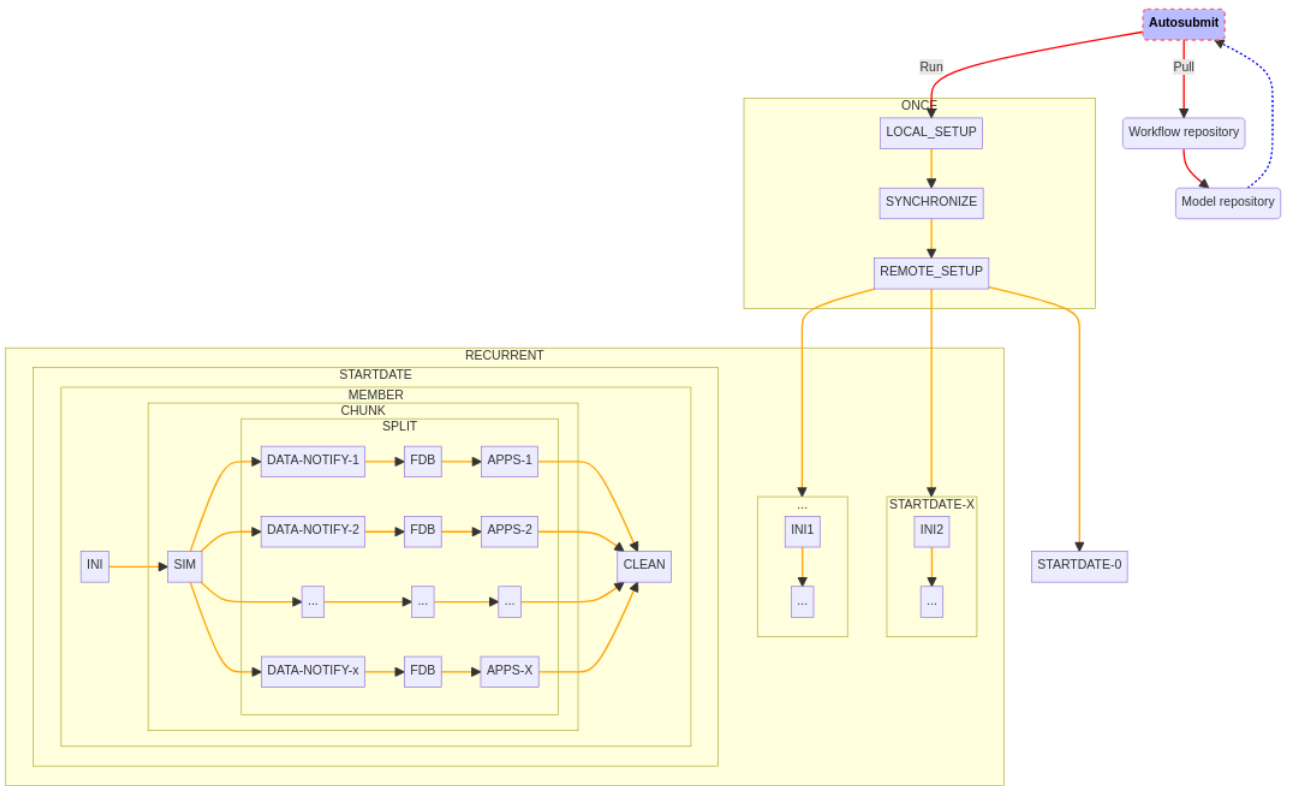 Autosubmit
Run
Pull
ONCE
LOCAL_SETUP
Workflow repository
SYNCHRONIZE
Model repository
REMOTE_SETUP
RECURRENT
STARTDATE
MEMBER
CHUNK
SPLIT
DATA-NOTIFY-1
FDB
APPS-1
DATA-NOTIFY-2
FDB
APPS-2
INI
SIM
CLEAN
...
...
...
DATA-NOTIFY-x
FDB
APPS-X
...
INI1
...
STARTDATE-X
INI2
...
STARTDATE-0